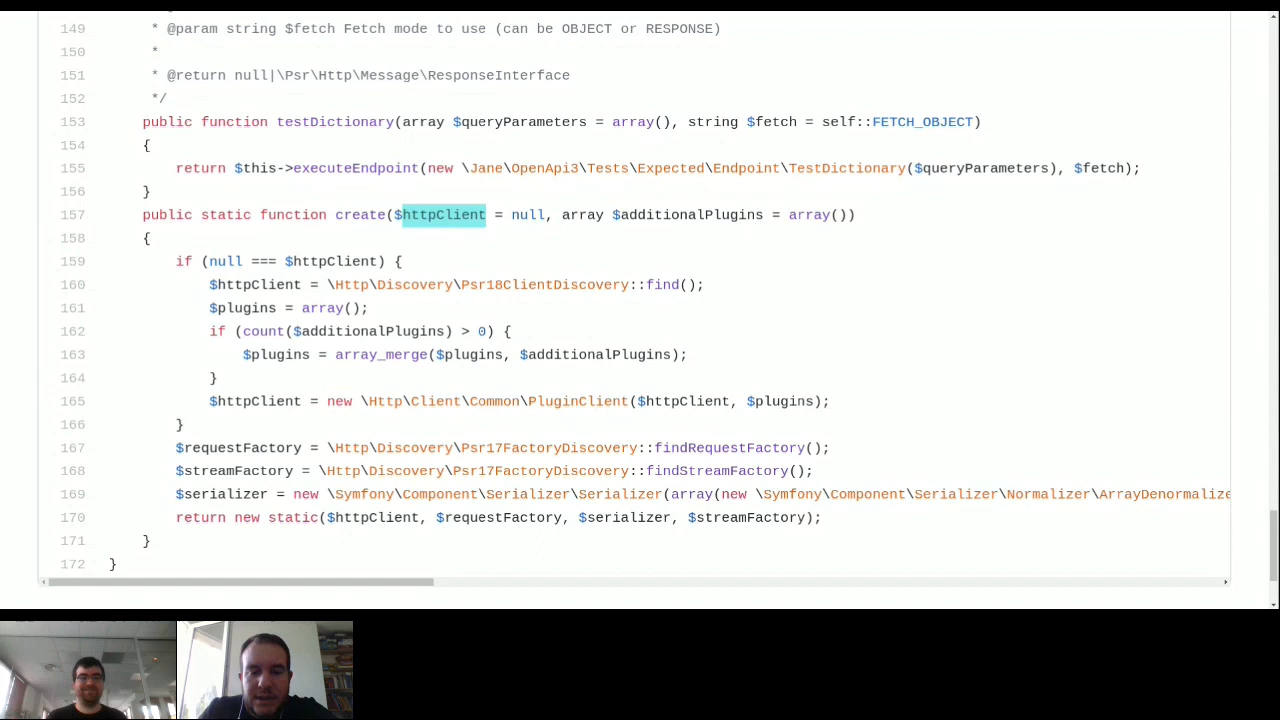 149 * @param string $fetch Fetch mode to use (can be OBJECT or RESPONSE)
150 *
151 * @return null|\Psr\Http\Message\ResponseInterface
152 */
153 public function testDictionary(array $queryParameters = array(), string $fetch = self::FETCH_OBJECT)
154 {
155 return $this->executeEndpoint(new \Jane\OpenApi3\Tests\Expected\Endpoint\TestDictionary($queryParameters), $fetch);
156 }
157 public static function create($httpClient = null, array $additionalPlugins = array())
158 {
159 if (null === $httpClient) {
160 $httpClient = \Http\Discovery\Psr18ClientDiscovery::find();
161 $plugins = array();
162 if (count($additionalPlugins) > 0) {
163 $plugins = array_merge($plugins, $additionalPlugins);
164 }
165 $httpClient = new \Http\Client\Common\PluginClient($httpClient, $plugins);
166 }
167 $requestFactory = \Http\Discovery\Psr17FactoryDiscovery::findRequestFactory();
168 $streamFactory = \Http\Discovery\Psr17FactoryDiscovery::findStreamFactory();
169 $serializer = new \Symfony\Component\Serializer\Serializer(array(new \Symfony\Component\Serializer\Normalizer\ArrayDenormalize
170 return new static($httpClient, $requestFactory, $serializer, $streamFactory);
171 }
172 }